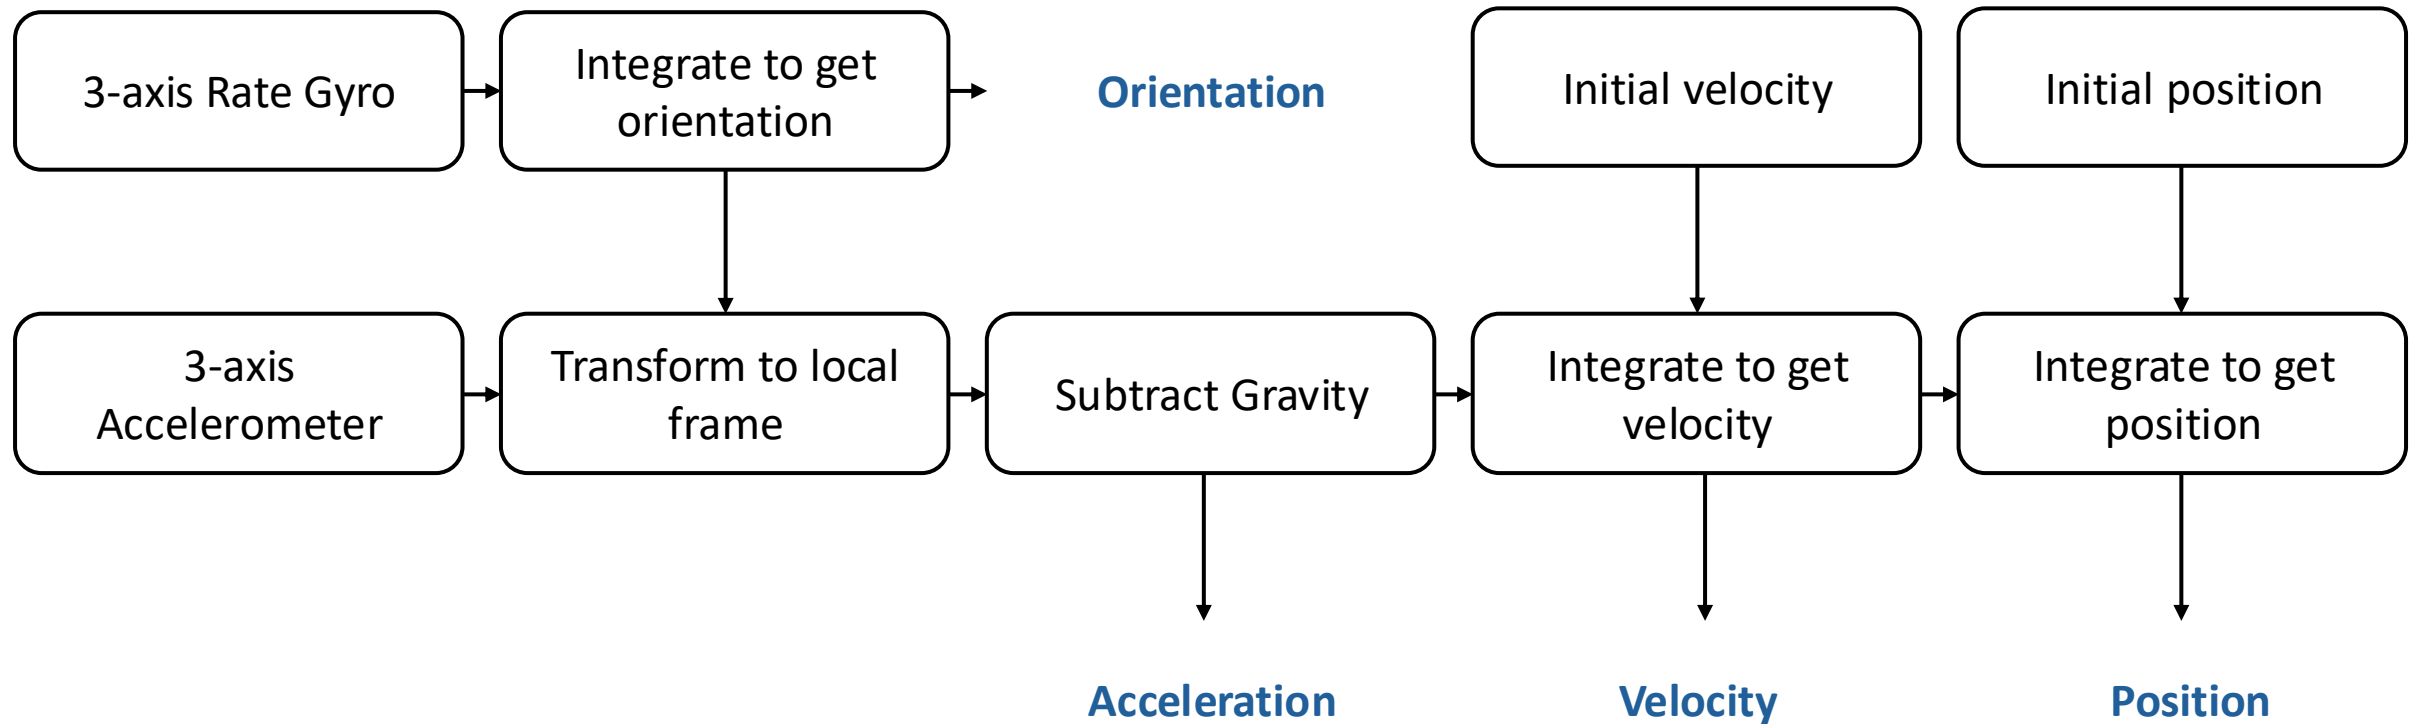 3-axis Rate Gyro
Integrate to get
orientation
Orientation
Initial velocity
Initial position
3-axis
Accelerometer
Transform to local
frame
Subtract Gravity
Integrate to get
velocity
Integrate to get
position
Acceleration
Velocity
Position